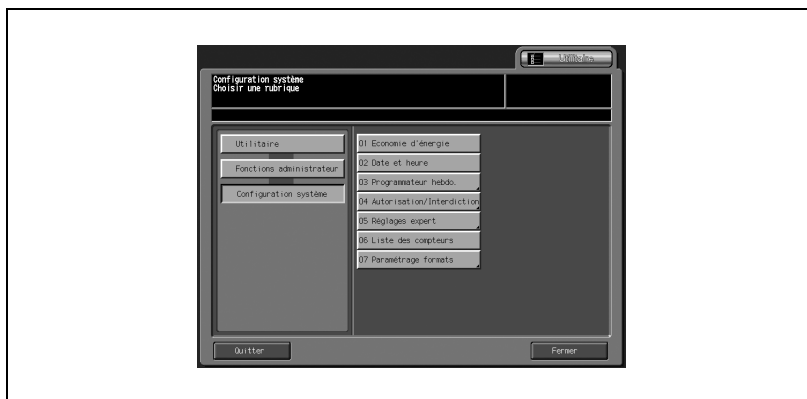 Utilitaire
Configuration système
Choisir une rubrique
Utilitaire
Fonctions administrateur
Configuration système
01 Economie d'énergie
02 Date et heure
03 Programmateur hebdo.
04 Autorisation/Interdiction
05 Réglages expert
06 Liste des compteurs
07 Paramétrage formats
Quitter
Fermer